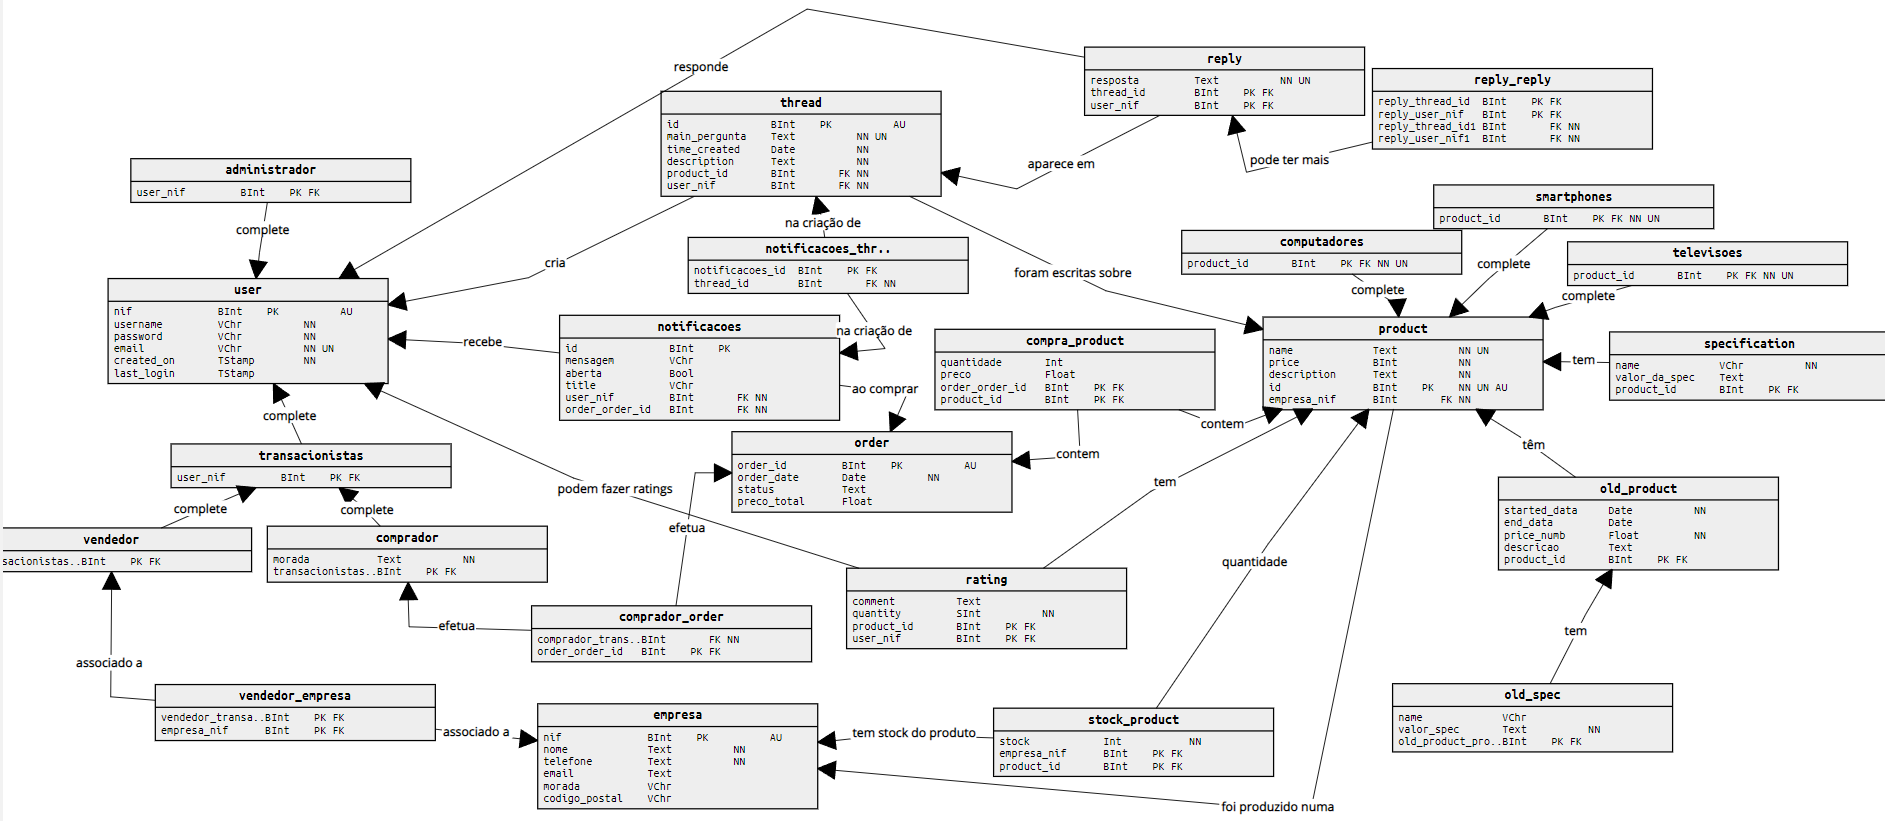 responde
reply
resposta Text NN UN
thread_id BInt PK FK
user_nif BInt PK FK
reply_reply
reply_thread_id BInt PK FK
reply_user_nif BInt PK FK
reply_thread_id1 BInt FK NN
reply_user_nif1 BInt FK NN
pode ter mais
aparece em
thread
id BInt PK AU
main_pergunta Text NN UN
time_created Date NN
description Text NN
product_id BInt FK NN
user_nif BInt FK NN
administrador
user_nif BInt PK FK
complete
na criação de
notificacoes_thr..
notificacoes_id BInt PK FK
thread_id BInt FK NN
cria
foram escritas sobre
smartphones
product_id BInt PK FK NN UN
computadores
product_id BInt PK FK NN UN
televisoes
product_id BInt PK FK NN UN
complete
complete
complete
user
nif BInt PK AU
username VChr NN
password VChr NN
email VChr NN UN
created_on TStamp NN
last_login TStamp
recebe
notificacoes
id BInt PK
mensagem VChr
aberta Bool
title VChr
user_nif BInt FK NN
order_order_id BInt FK NN
na criação de
ao comprar
compra_product
quantidade Int
preco Float
order_order_id BInt PK FK
product_id BInt PK FK
product
name Text NN UN
price BInt NN
description Text NN
id BInt PK NN UN AU
empresa_nif BInt FK NN
tem
specification
name VChr NN
valor_da_spec Text
product_id BInt PK FK
complete
contem
contem
transacionistas
user_nif BInt PK FK
order
order_id BInt PK AU
order_date Date NN
status Text
preco_total Float
podem fazer ratings
tem
têm
old_product
started_data Date NN
end_data Date
price_numb Float NN
descricao Text
product_id BInt PK FK
complete
complete
vendedor
sacionistas..BInt PK FK
comprador
morada Text NN
transacionistas..BInt PK FK
efetua
quantidade
rating
comment Text
quantity SInt NN
product_id BInt PK FK
user_nif BInt PK FK
comprador_order
comprador_trans..BInt FK NN
order_order_id BInt PK FK
efetua
tem
associado a
vendedor_empresa
vendedor_transa..BInt PK FK
empresa_nif BInt PK FK
associado a
empresa
nif BInt PK AU
nome Text NN
telefone Text NN
email Text
morada VChr
codigo_postal VChr
tem stock do produto
stock_product
stock Int NN
empresa_nif BInt PK FK
product_id BInt PK FK
old_spec
name VChr
valor_spec Text NN
old_product_pro..BInt PK FK
foi produzido numa